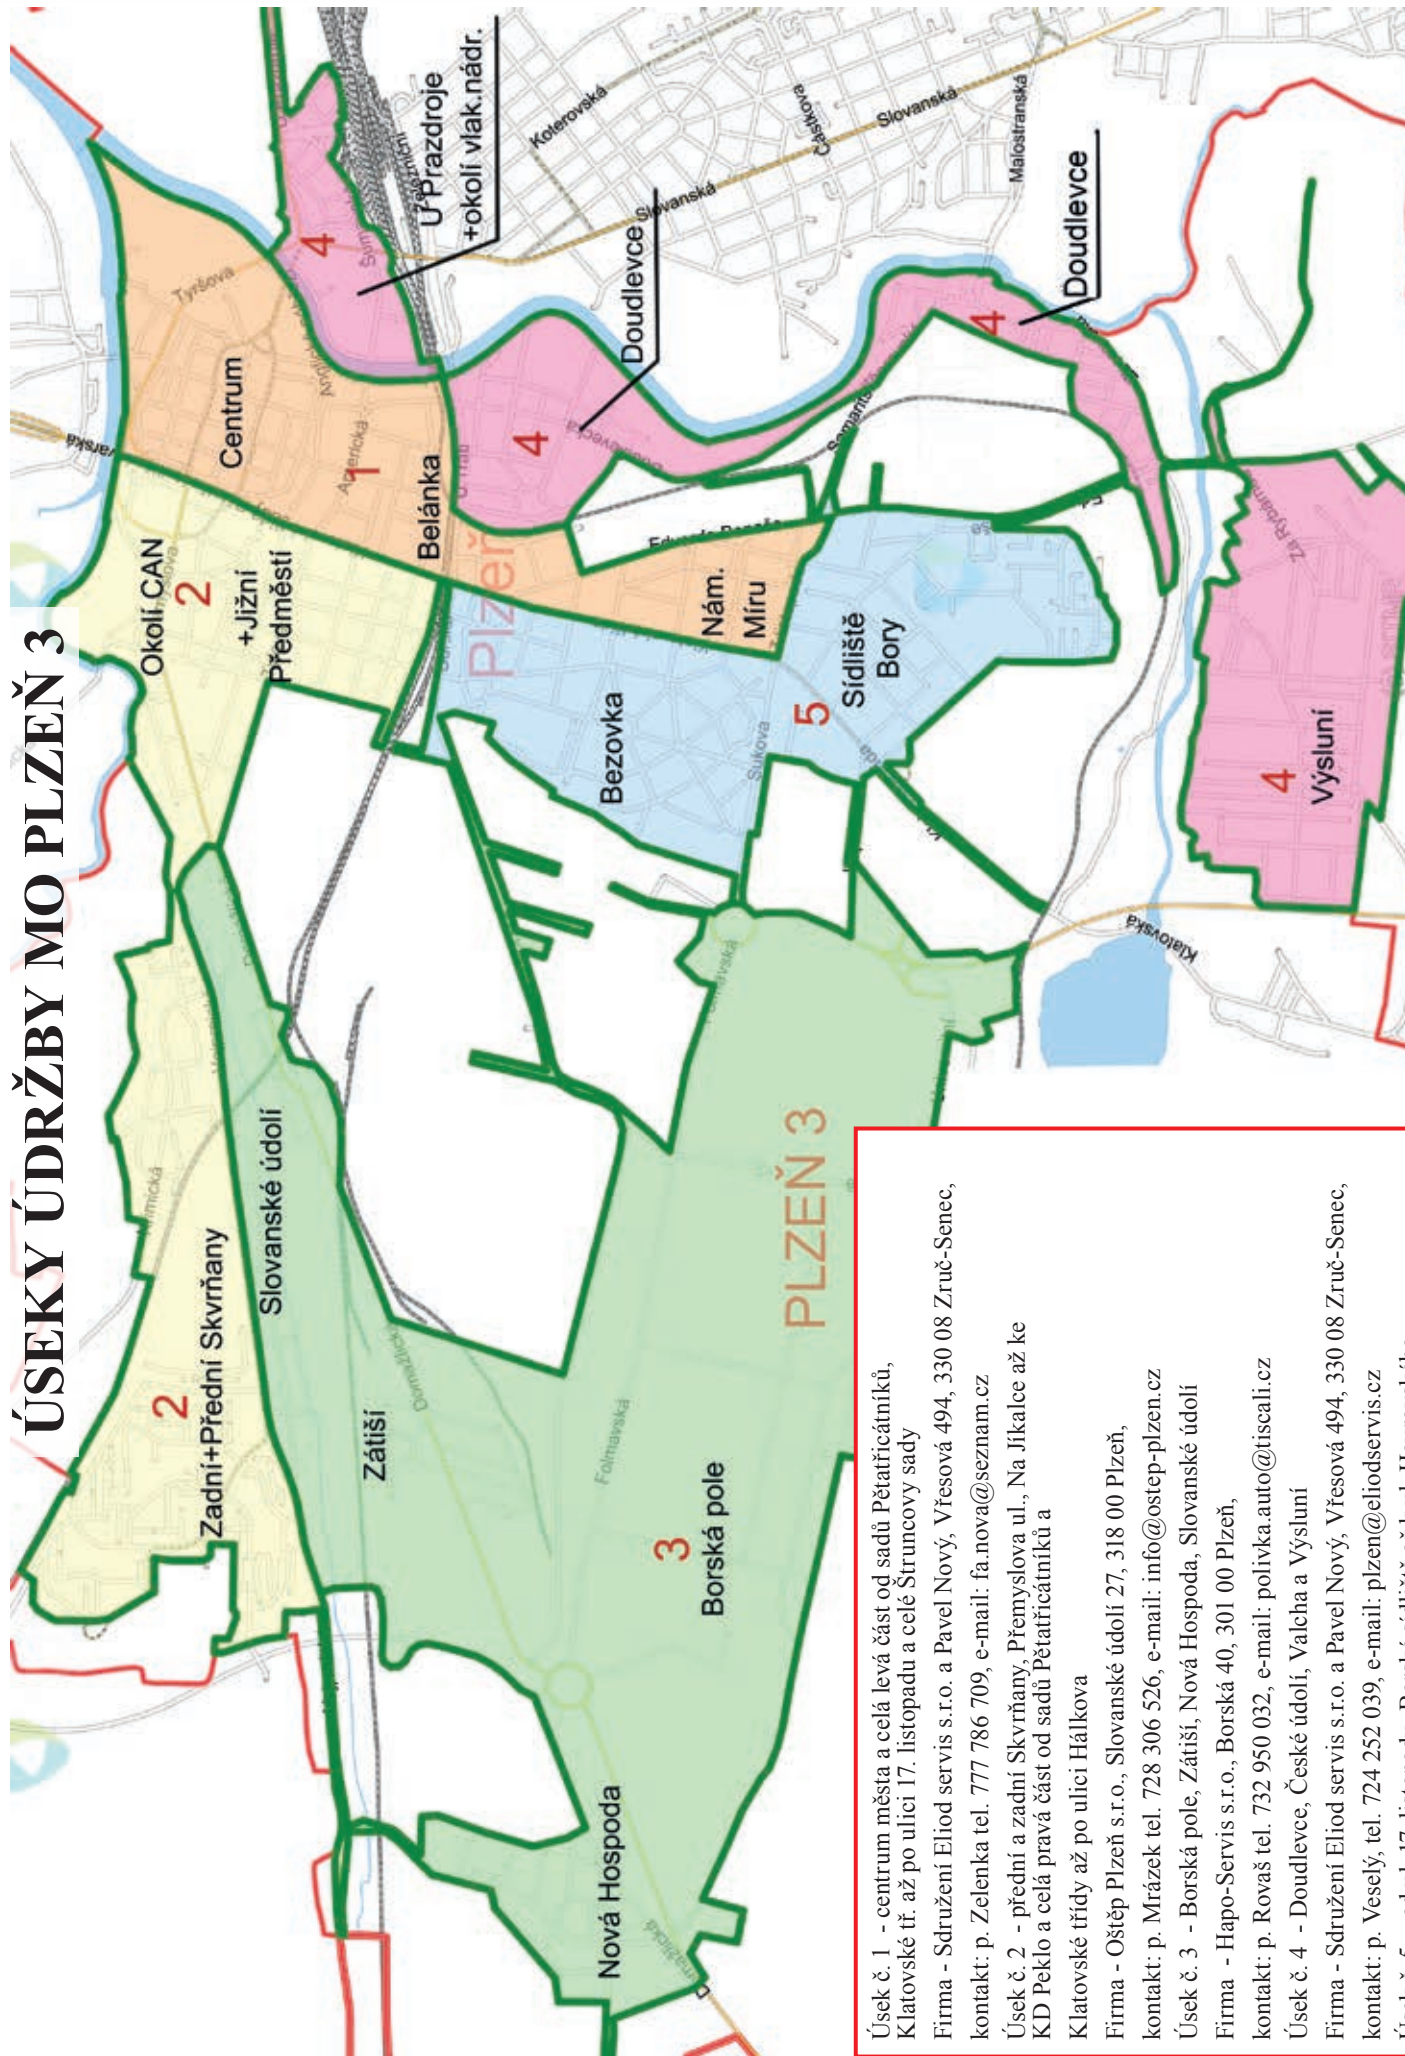 ÚSEKY ÚDRŽBY MO PLZEŇ 3
Zadní+Přední Skvrňany
2
Slovanské údolí
Zátiší
Domažlická
Folmavská
3
Borská pole
Nová Hospoda
PLZEŇ 3
Okolí CAN
2
+Jižní
Předměstí
Centrum
Tyršova
Americká
1
Belánka
Plzeň
Nám.
Míru
Bezovka
Sukova
5
Sídliště
Bory
4
U Prazdroje
+okolí vlak.nádr.
4
Doudlevce
4
Doudlevce
Koterovská
Částkova
Slovanská
Slovanská
Malostranská
Klatovská
4
Výsluní
Úsek č. 1 - centrum města a celá levá část od sadů Pětatřicátníků,
Klatovské tř. až po ulici 17. listopadu a celé Štruncovy sady
Firma - Sdružení Eliod servis s.r.o. a Pavel Nový, Vřesová 494, 330 08 Zruč-Senec,
kontakt: p. Zelenka tel. 777 786 709, e-mail: fa.nova@seznam.cz
Úsek č. 2 - přední a zadní Skvrňany, Přemyslova ul., Na Jíkalce až ke
KD Peklo a celá pravá část od sadů Pětatřicátníků a
Klatovské třídy až po ulici Hálkova
Firma - Oštěp Plzeň s.r.o., Slovanské údolí 27, 318 00 Plzeň,
kontakt: p. Mrázek tel. 728 306 526, e-mail: info@ostep-plzen.cz
Úsek č. 3 - Borská pole, Zátiší, Nová Hospoda, Slovanské údolí
Firma - Hapo-Servis s.r.o., Borská 40, 301 00 Plzeň,
kontakt: p. Rovaš tel. 732 950 032, e-mail: polivka.auto@tiscali.cz
Úsek č. 4 - Doudlevce, České údolí, Valcha a Výsluní
Firma - Sdružení Eliod servis s.r.o. a Pavel Nový, Vřesová 494, 330 08 Zruč-Senec,
kontakt: p. Veselý, tel. 724 252 039, e-mail: plzen@eliodservis.cz